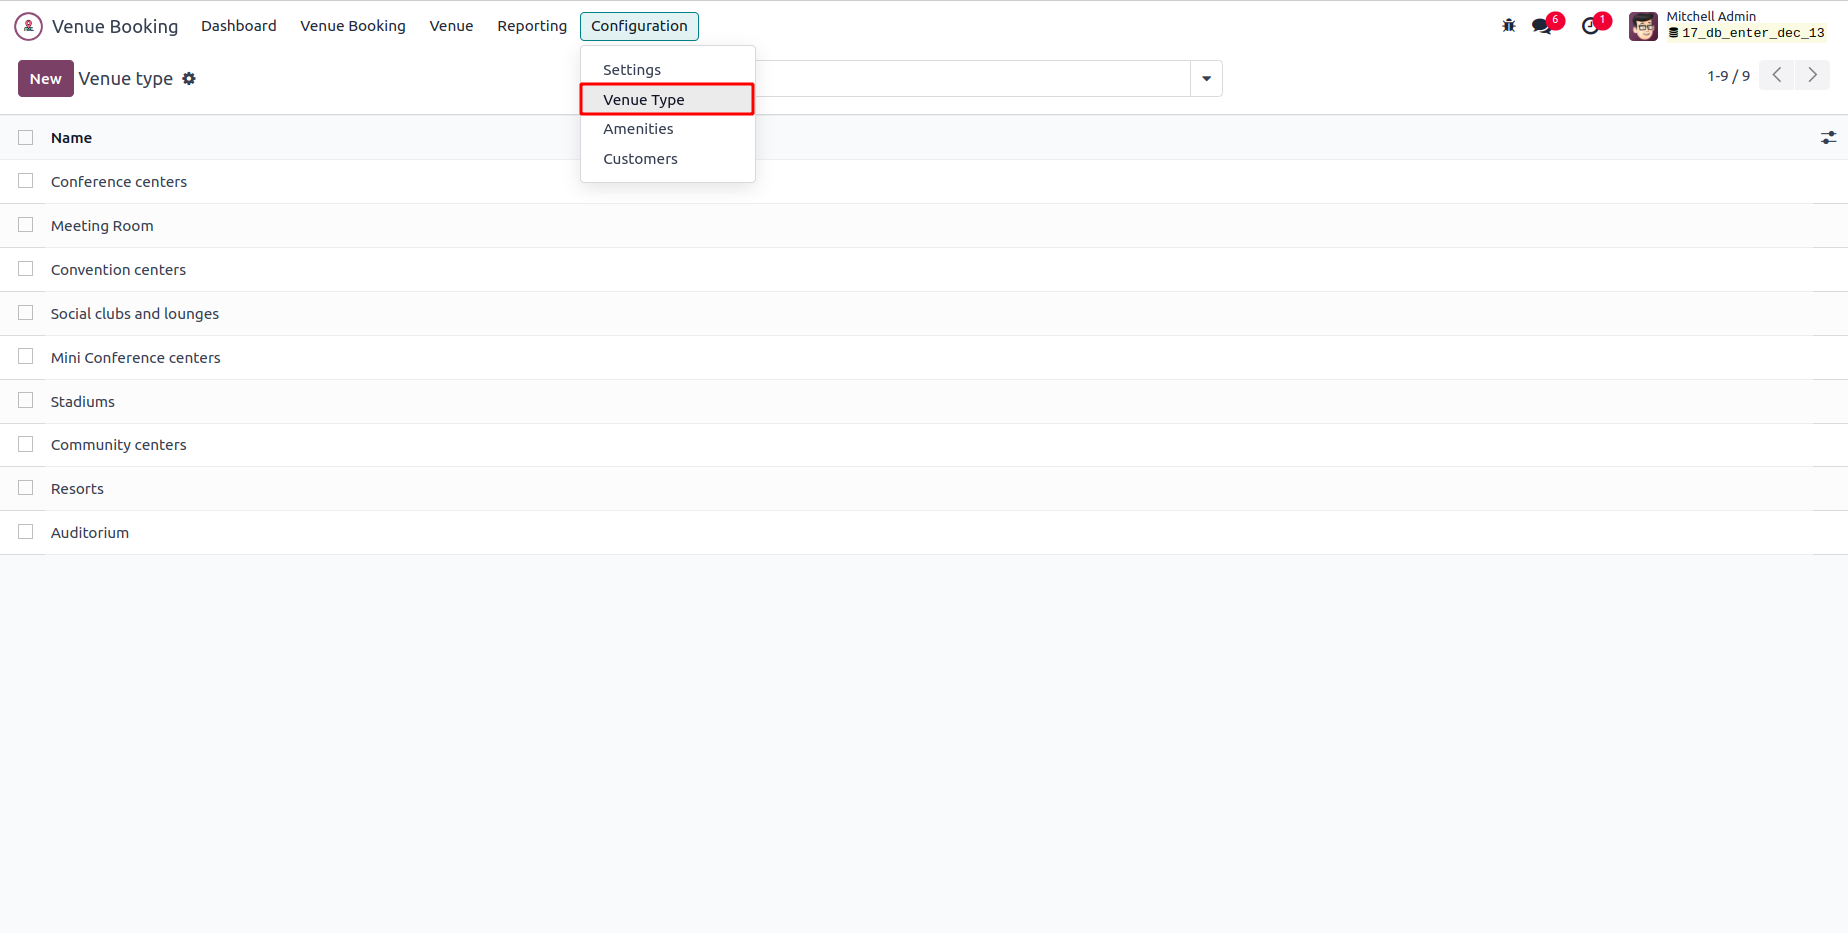 Venue Booking Dashboard Venue Booking Venue Reporting Configuration 6 1 Mitchell Admin
17_db_enter_dec_13
New Venue type 1-9 / 9
Settings
Venue Type
Amenities
Customers
Name
Conference centers
Meeting Room
Convention centers
Social clubs and lounges
Mini Conference centers
Stadiums
Community centers
Resorts
Auditorium